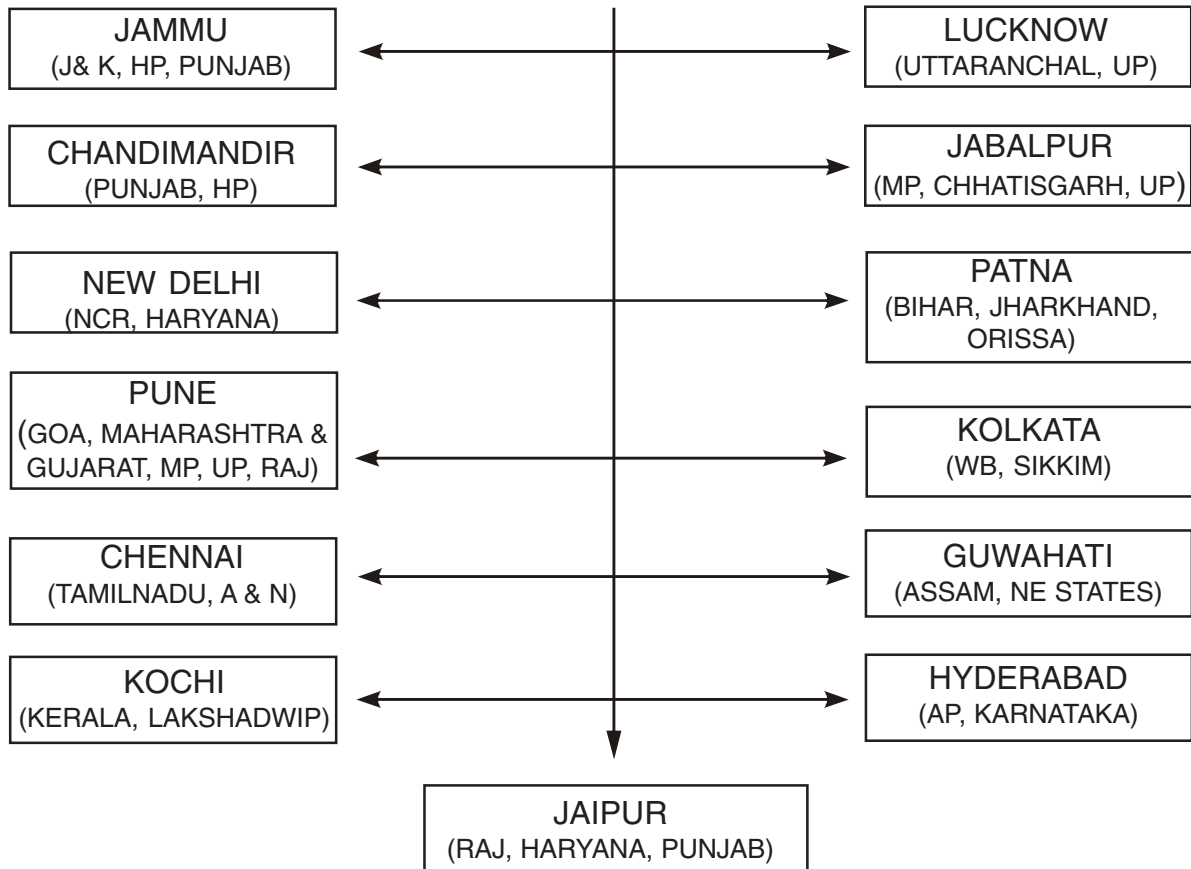 JAMMU
(J& K, HP, PUNJAB)
LUCKNOW
(UTTARANCHAL, UP)
CHANDIMANDIR
(PUNJAB, HP)
JABALPUR
(MP, CHHATISGARH, UP)
NEW DELHI
(NCR, HARYANA)
PATNA
(BIHAR, JHARKHAND,
ORISSA)
PUNE
(GOA, MAHARASHTRA &
GUJARAT, MP, UP, RAJ)
KOLKATA
(WB, SIKKIM)
CHENNAI
(TAMILNADU, A & N)
GUWAHATI
(ASSAM, NE STATES)
KOCHI
(KERALA, LAKSHADWIP)
HYDERABAD
(AP, KARNATAKA)
JAIPUR
(RAJ, HARYANA, PUNJAB)